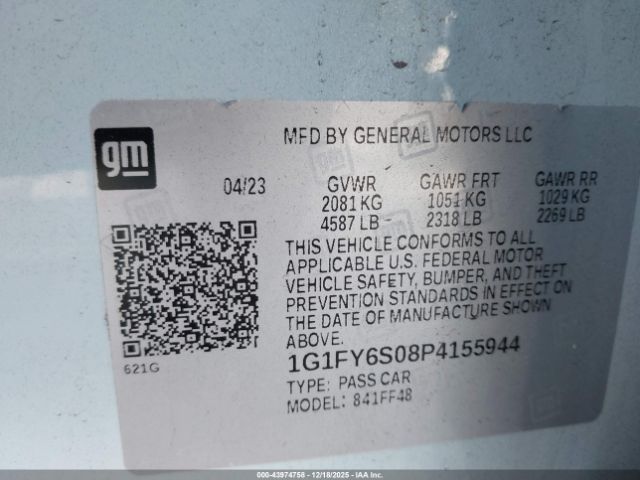 gm
MFD BY GENERAL MOTORS LLC
04/23 GVWR GAWR FRT GAWR RR
2081 KG 1051 KG 1029 KG
4587 LB 2318 LB 2269 LB
THIS VEHICLE CONFORMS TO ALL
APPLICABLE U.S. FEDERAL MOTOR
VEHICLE SAFETY, BUMPER, AND THEFT
PREVENTION STANDARDS IN EFFECT ON
THE DATE OF MANUFACTURE SHOWN
ABOVE.
621G
1G1FY6S08P4155944
TYPE: PASS CAR
MODEL: 841FF48
000-43974756 - 12/18/2025 - IAA Inc.